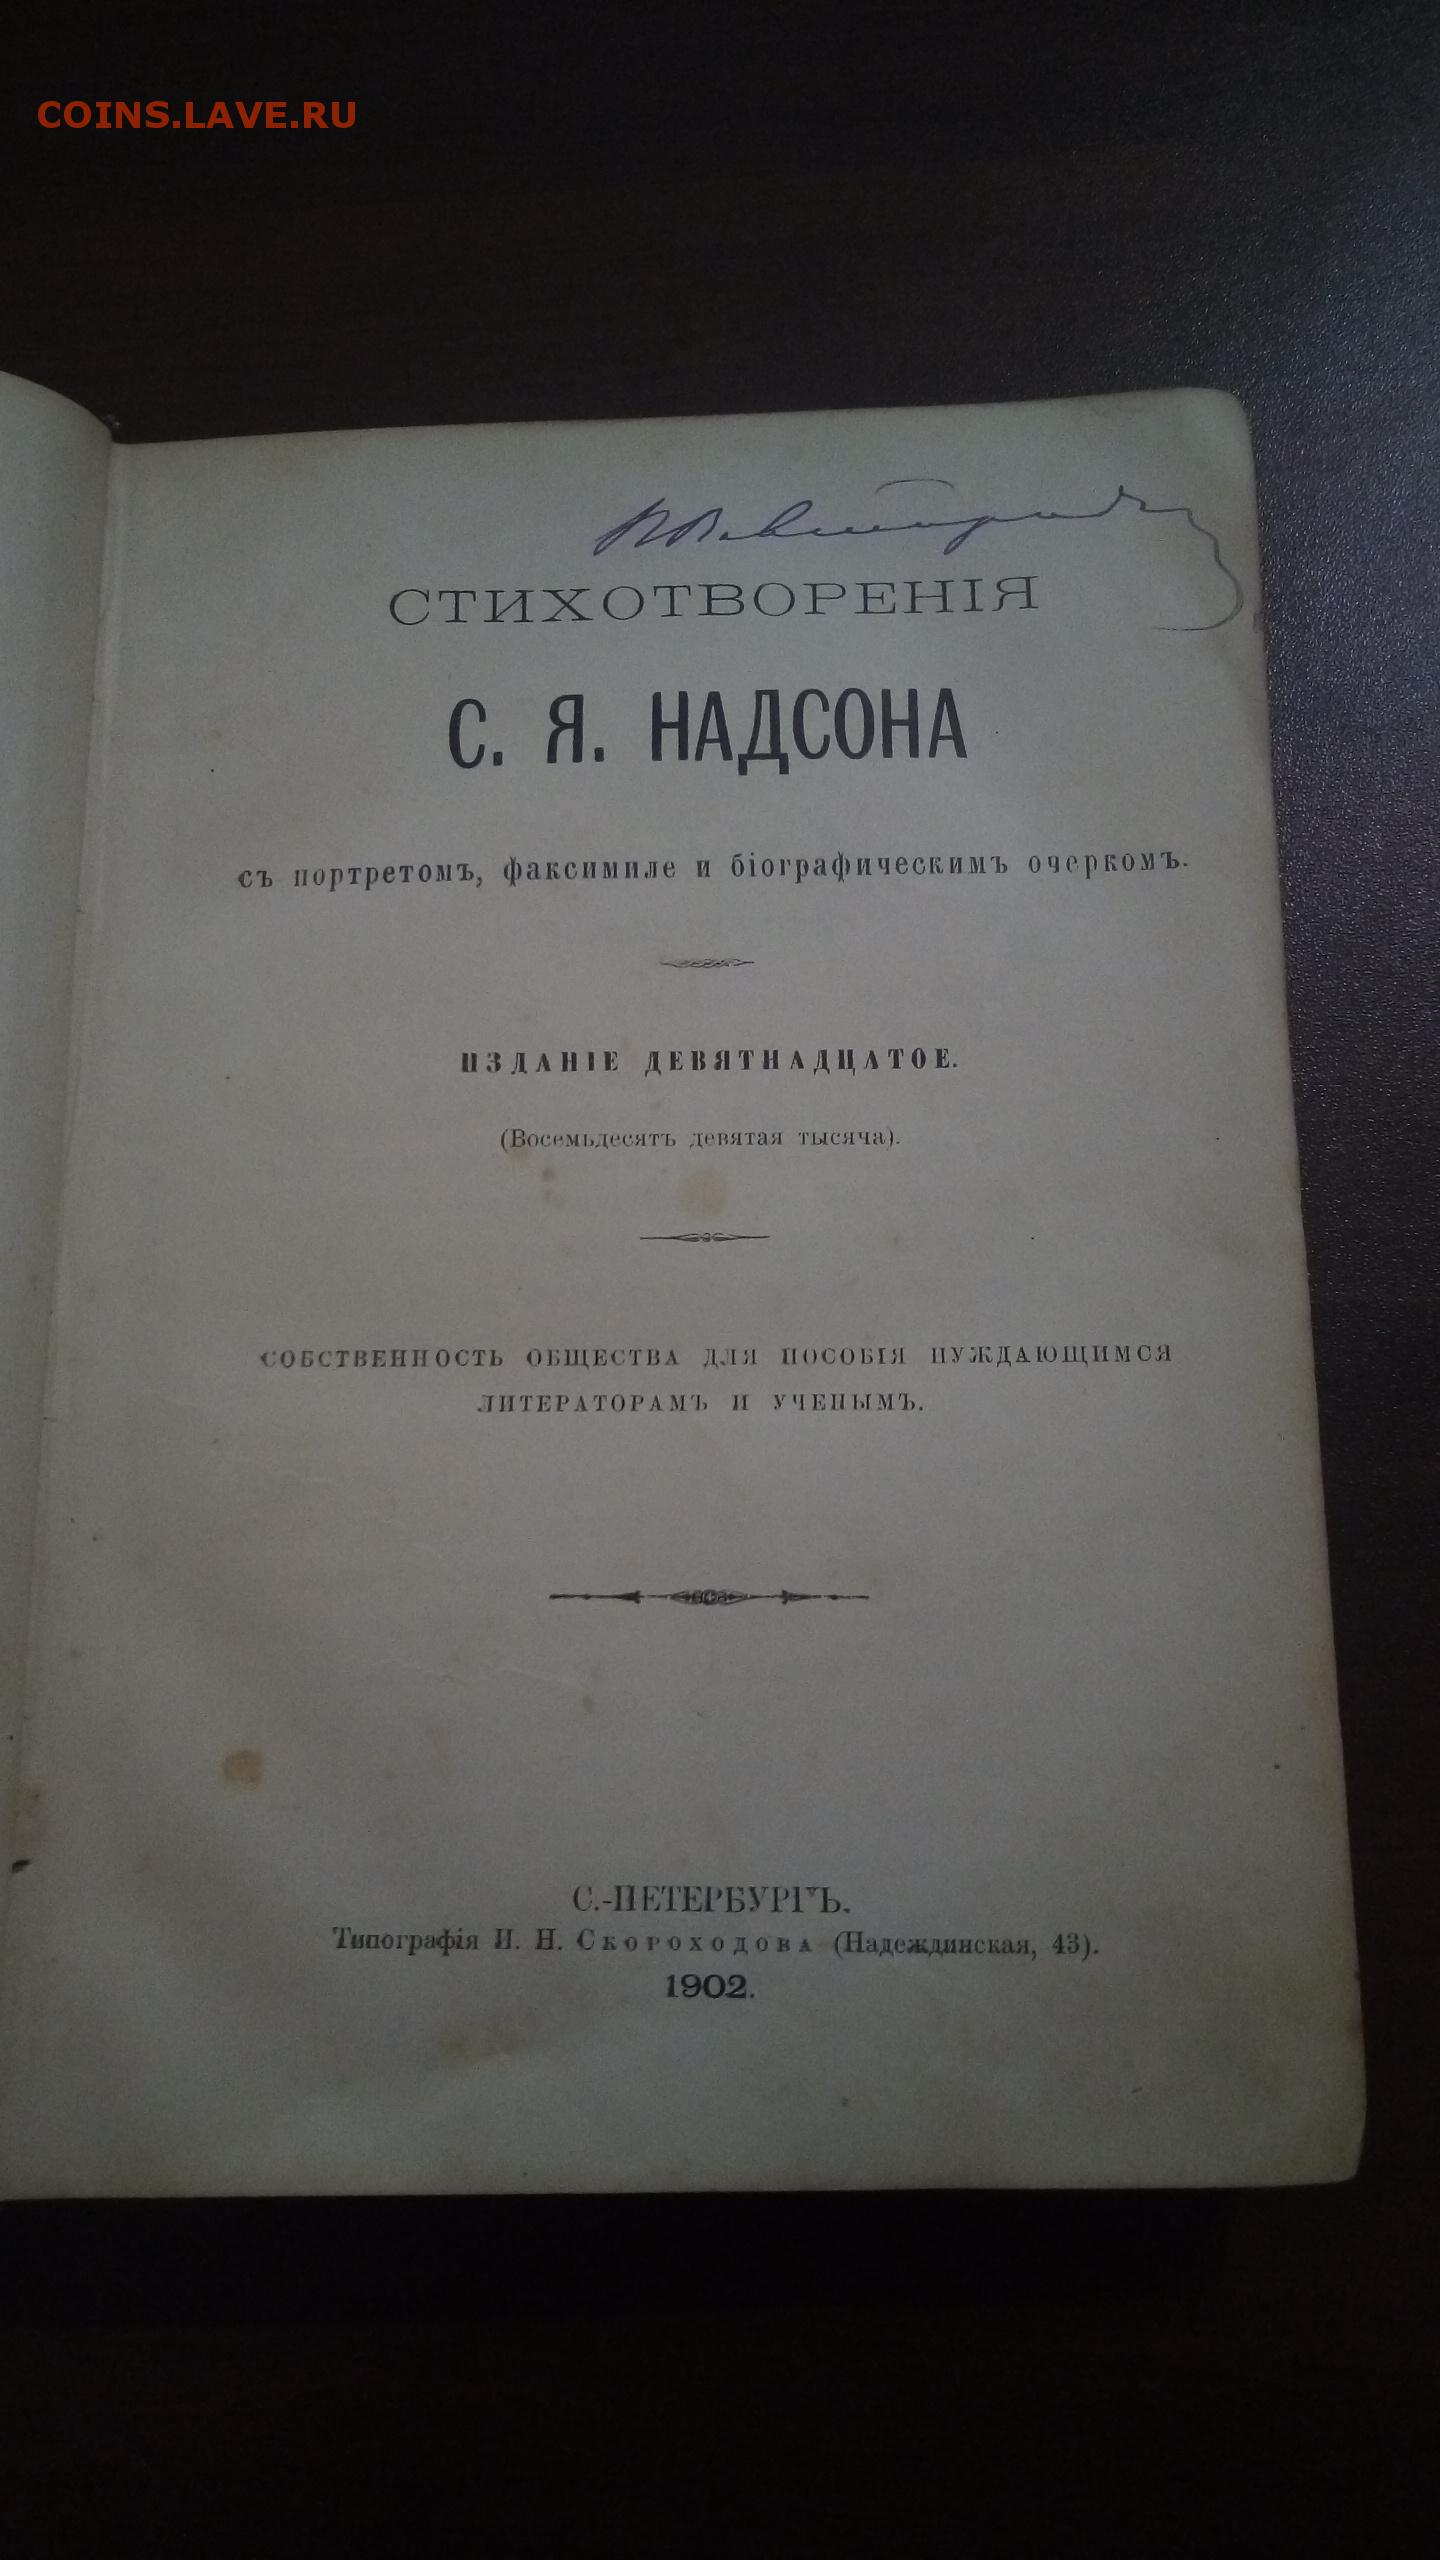 COINS.LAVE.RU
СТИХОТВОРЕНІЯ
С. Я. НАДСОНА
съ портретомъ, факсимиле и біографическимъ очеркомъ.
ИЗДАНІЕ ДЕВЯТНАДЦАТОЕ.
(Восемьдесятъ девятая тысяча).
СОБСТВЕННОСТЬ ОБЩЕСТВА ДЛЯ ПОСОБІЯ НУЖДАЮЩИМСЯ
ЛИТЕРАТОРАМЪ И УЧЕНЫМЪ.
С.-ПЕТЕРБУРГЪ.
Типографія И. Н. Скороходова (Надеждинская, 43).
1902.